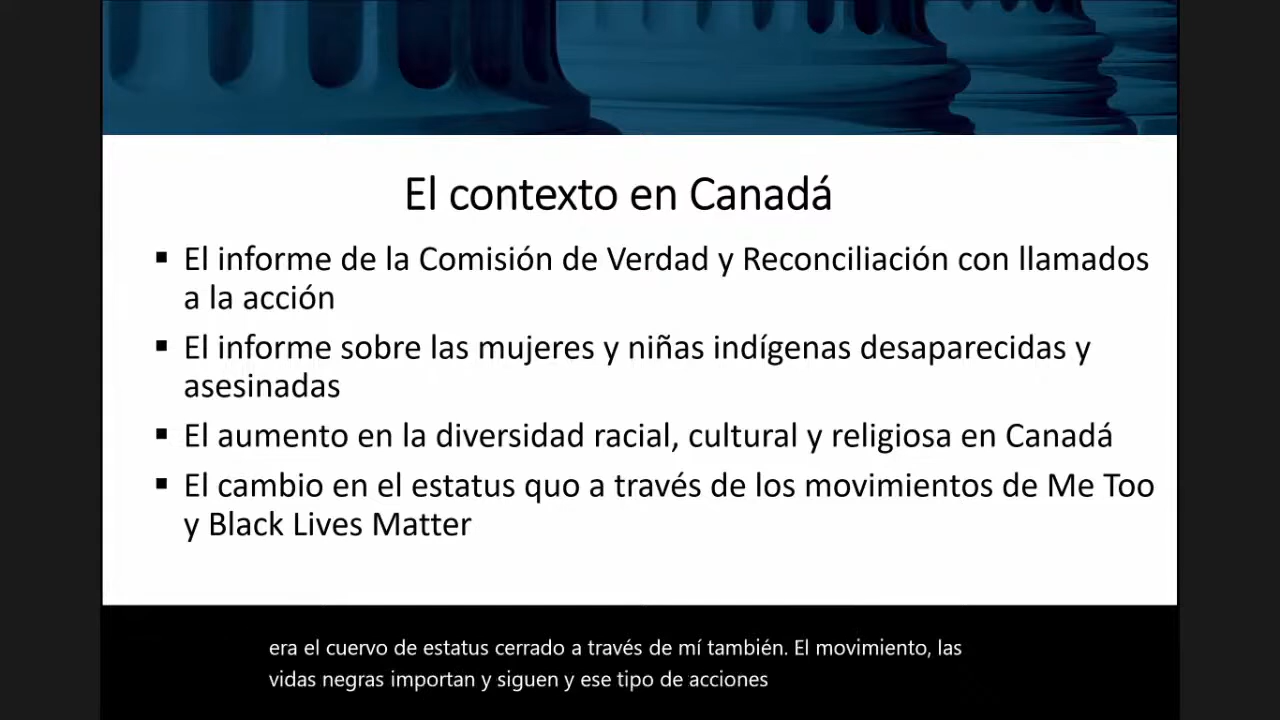 El contexto en Canadá
▪ El informe de la Comisión de Verdad y Reconciliación con llamados
a la acción
▪ El informe sobre las mujeres y niñas indígenas desaparecidas y
asesinadas
▪ El aumento en la diversidad racial, cultural y religiosa en Canadá
▪ El cambio en el estatus quo a través de los movimientos de Me Too
y Black Lives Matter
era el cuervo de estatus cerrado a través de mí también. El movimiento, las
vidas negras importan y siguen y ese tipo de acciones